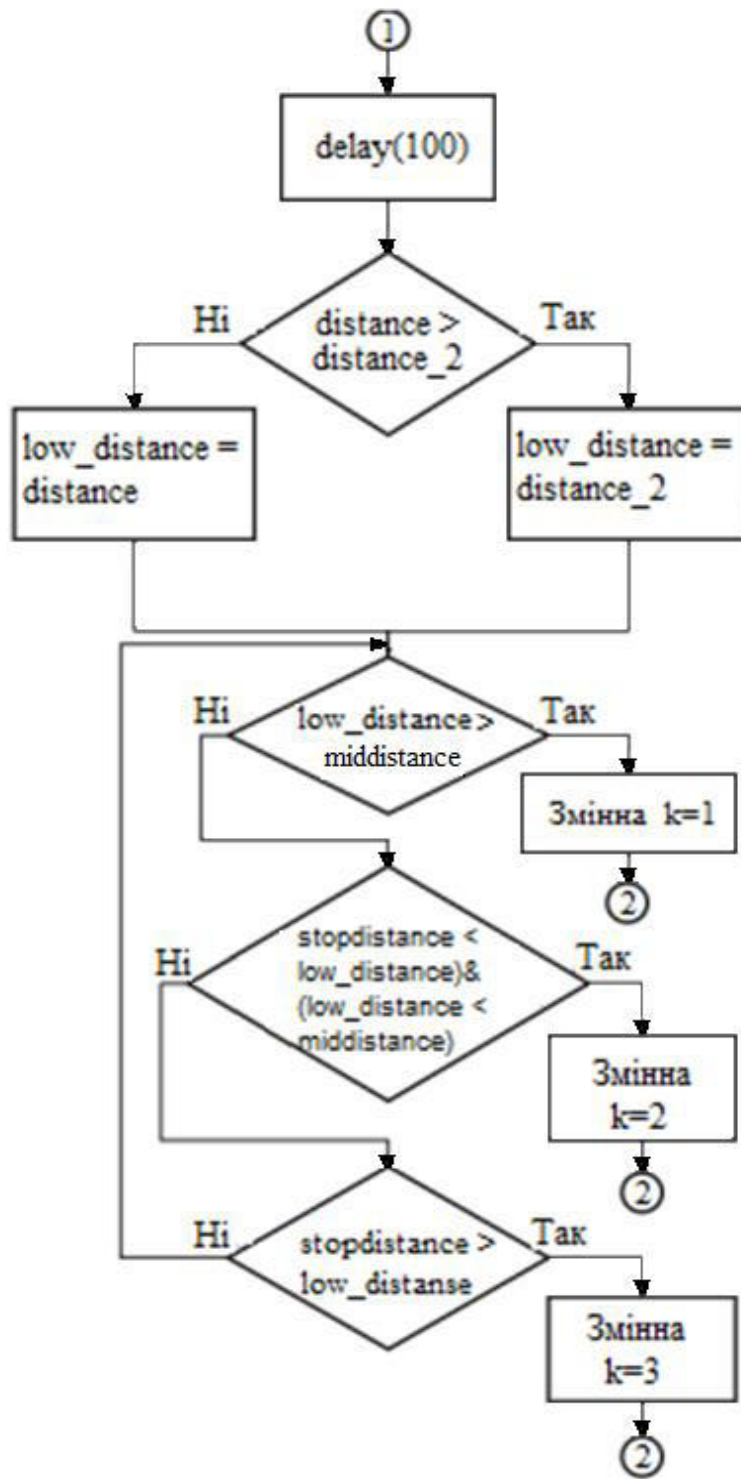 1
delay(100)
Ні
distance >
distance_2
Так
low_distance =
distance
low_distance =
distance_2
Ні
low_distance >
middistance
Так
Змінна k=1
2
Ні
stopdistance <
low_distance)&
(low_distance <
middistance)
Так
Змінна
k=2
2
Ні
stopdistance >
low_distanse
Так
Змінна
k=3
2